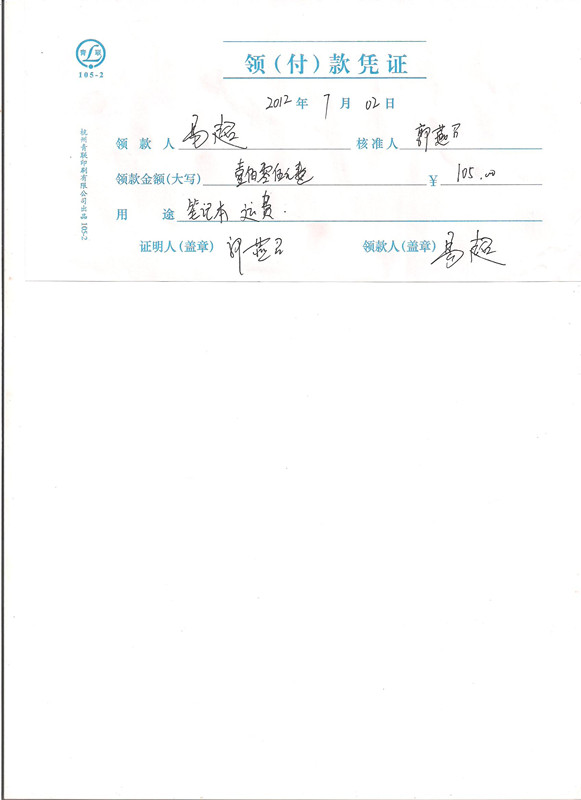 青 联
105-2
领(付)款凭证
2012 年 7 月 02 日
领 款 人 马超 核准人 郭燕
领款金额(大写) 壹佰零伍元整 ¥ 105.00
用 途 笔记本 运费.
证明人(盖章) 郭燕 领款人(盖章) 马超
杭州青联印刷有限公司出品 105-2